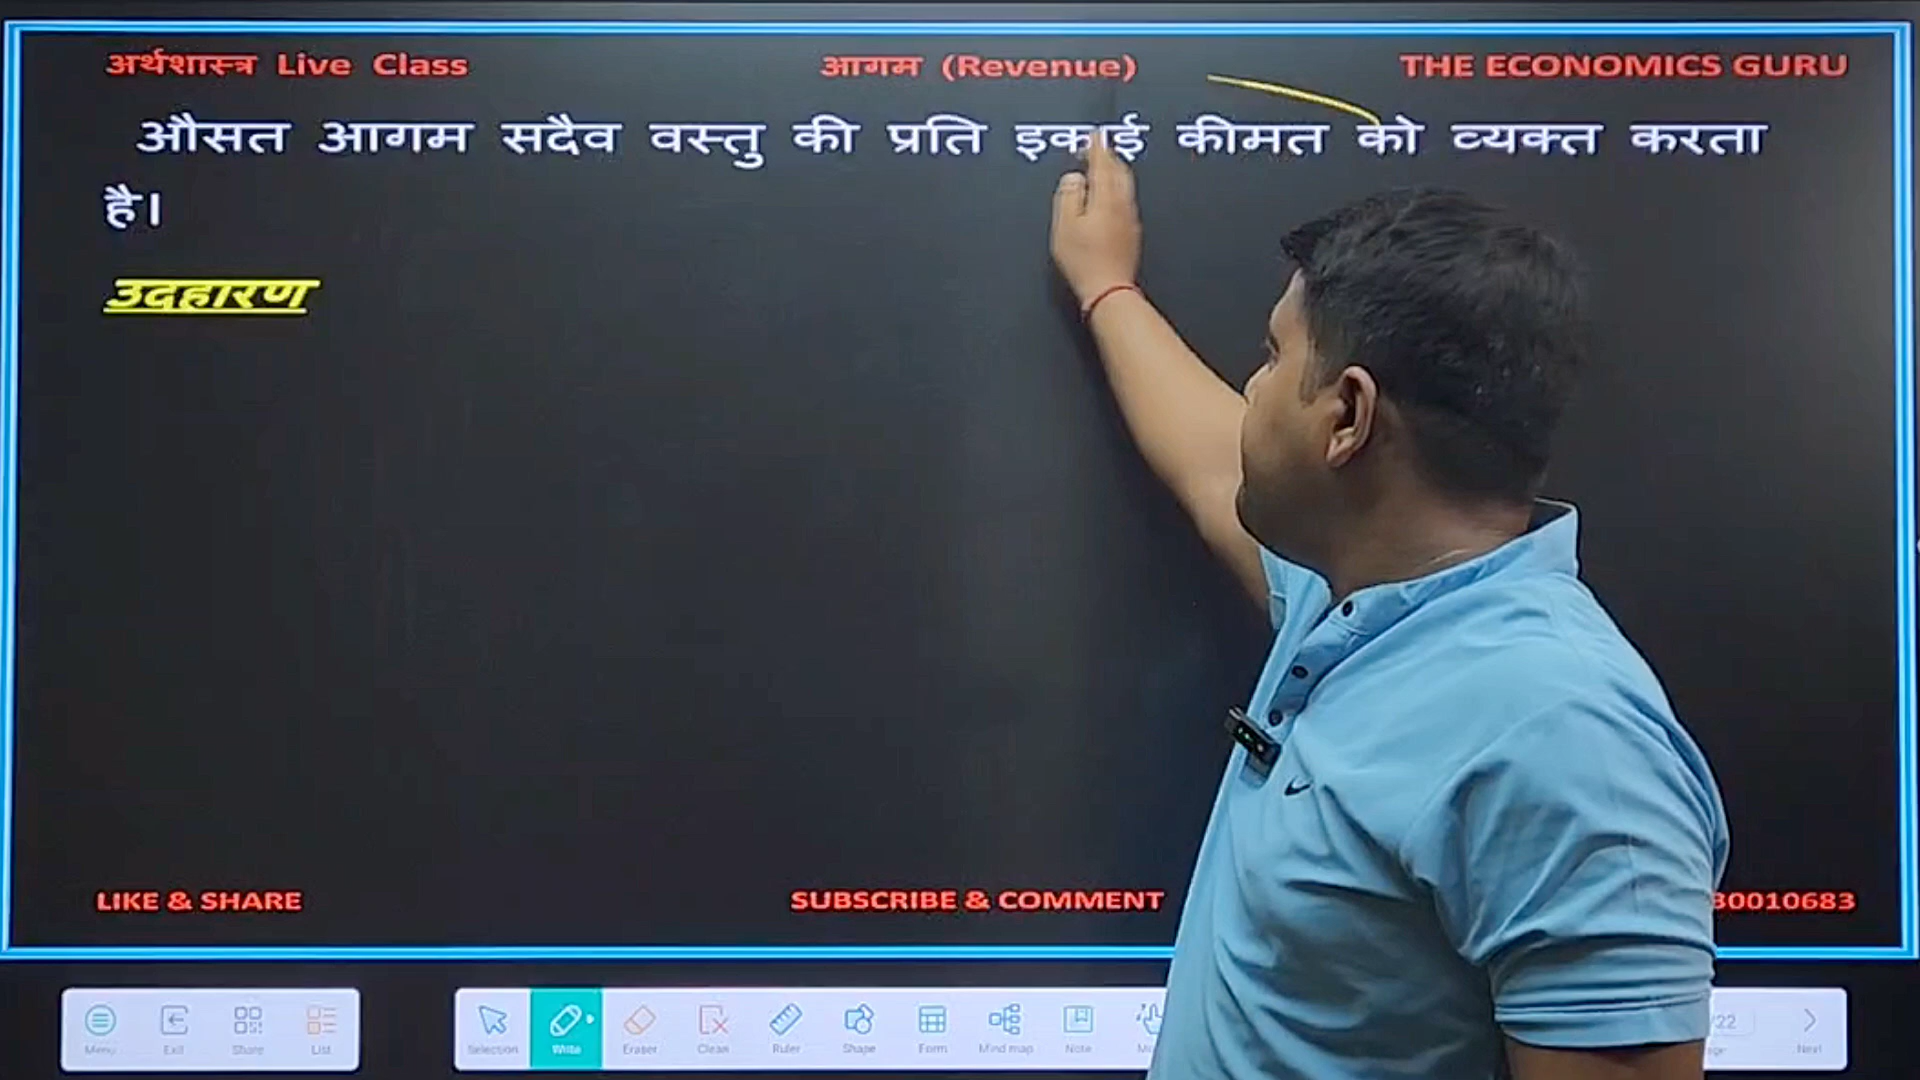 अर्थशास्त्र Live Class आगम (Revenue) THE ECONOMICS GURU
औसत आगम सदैव वस्तु की प्रति इकाई कीमत को व्यक्त करता
है।
उदहारण
LIKE & SHARE SUBSCRIBE & COMMENT 30010683
Menu Exit Share List Selection Write Eraser Clean Ruler Shape Form Mind map Note /22 Next